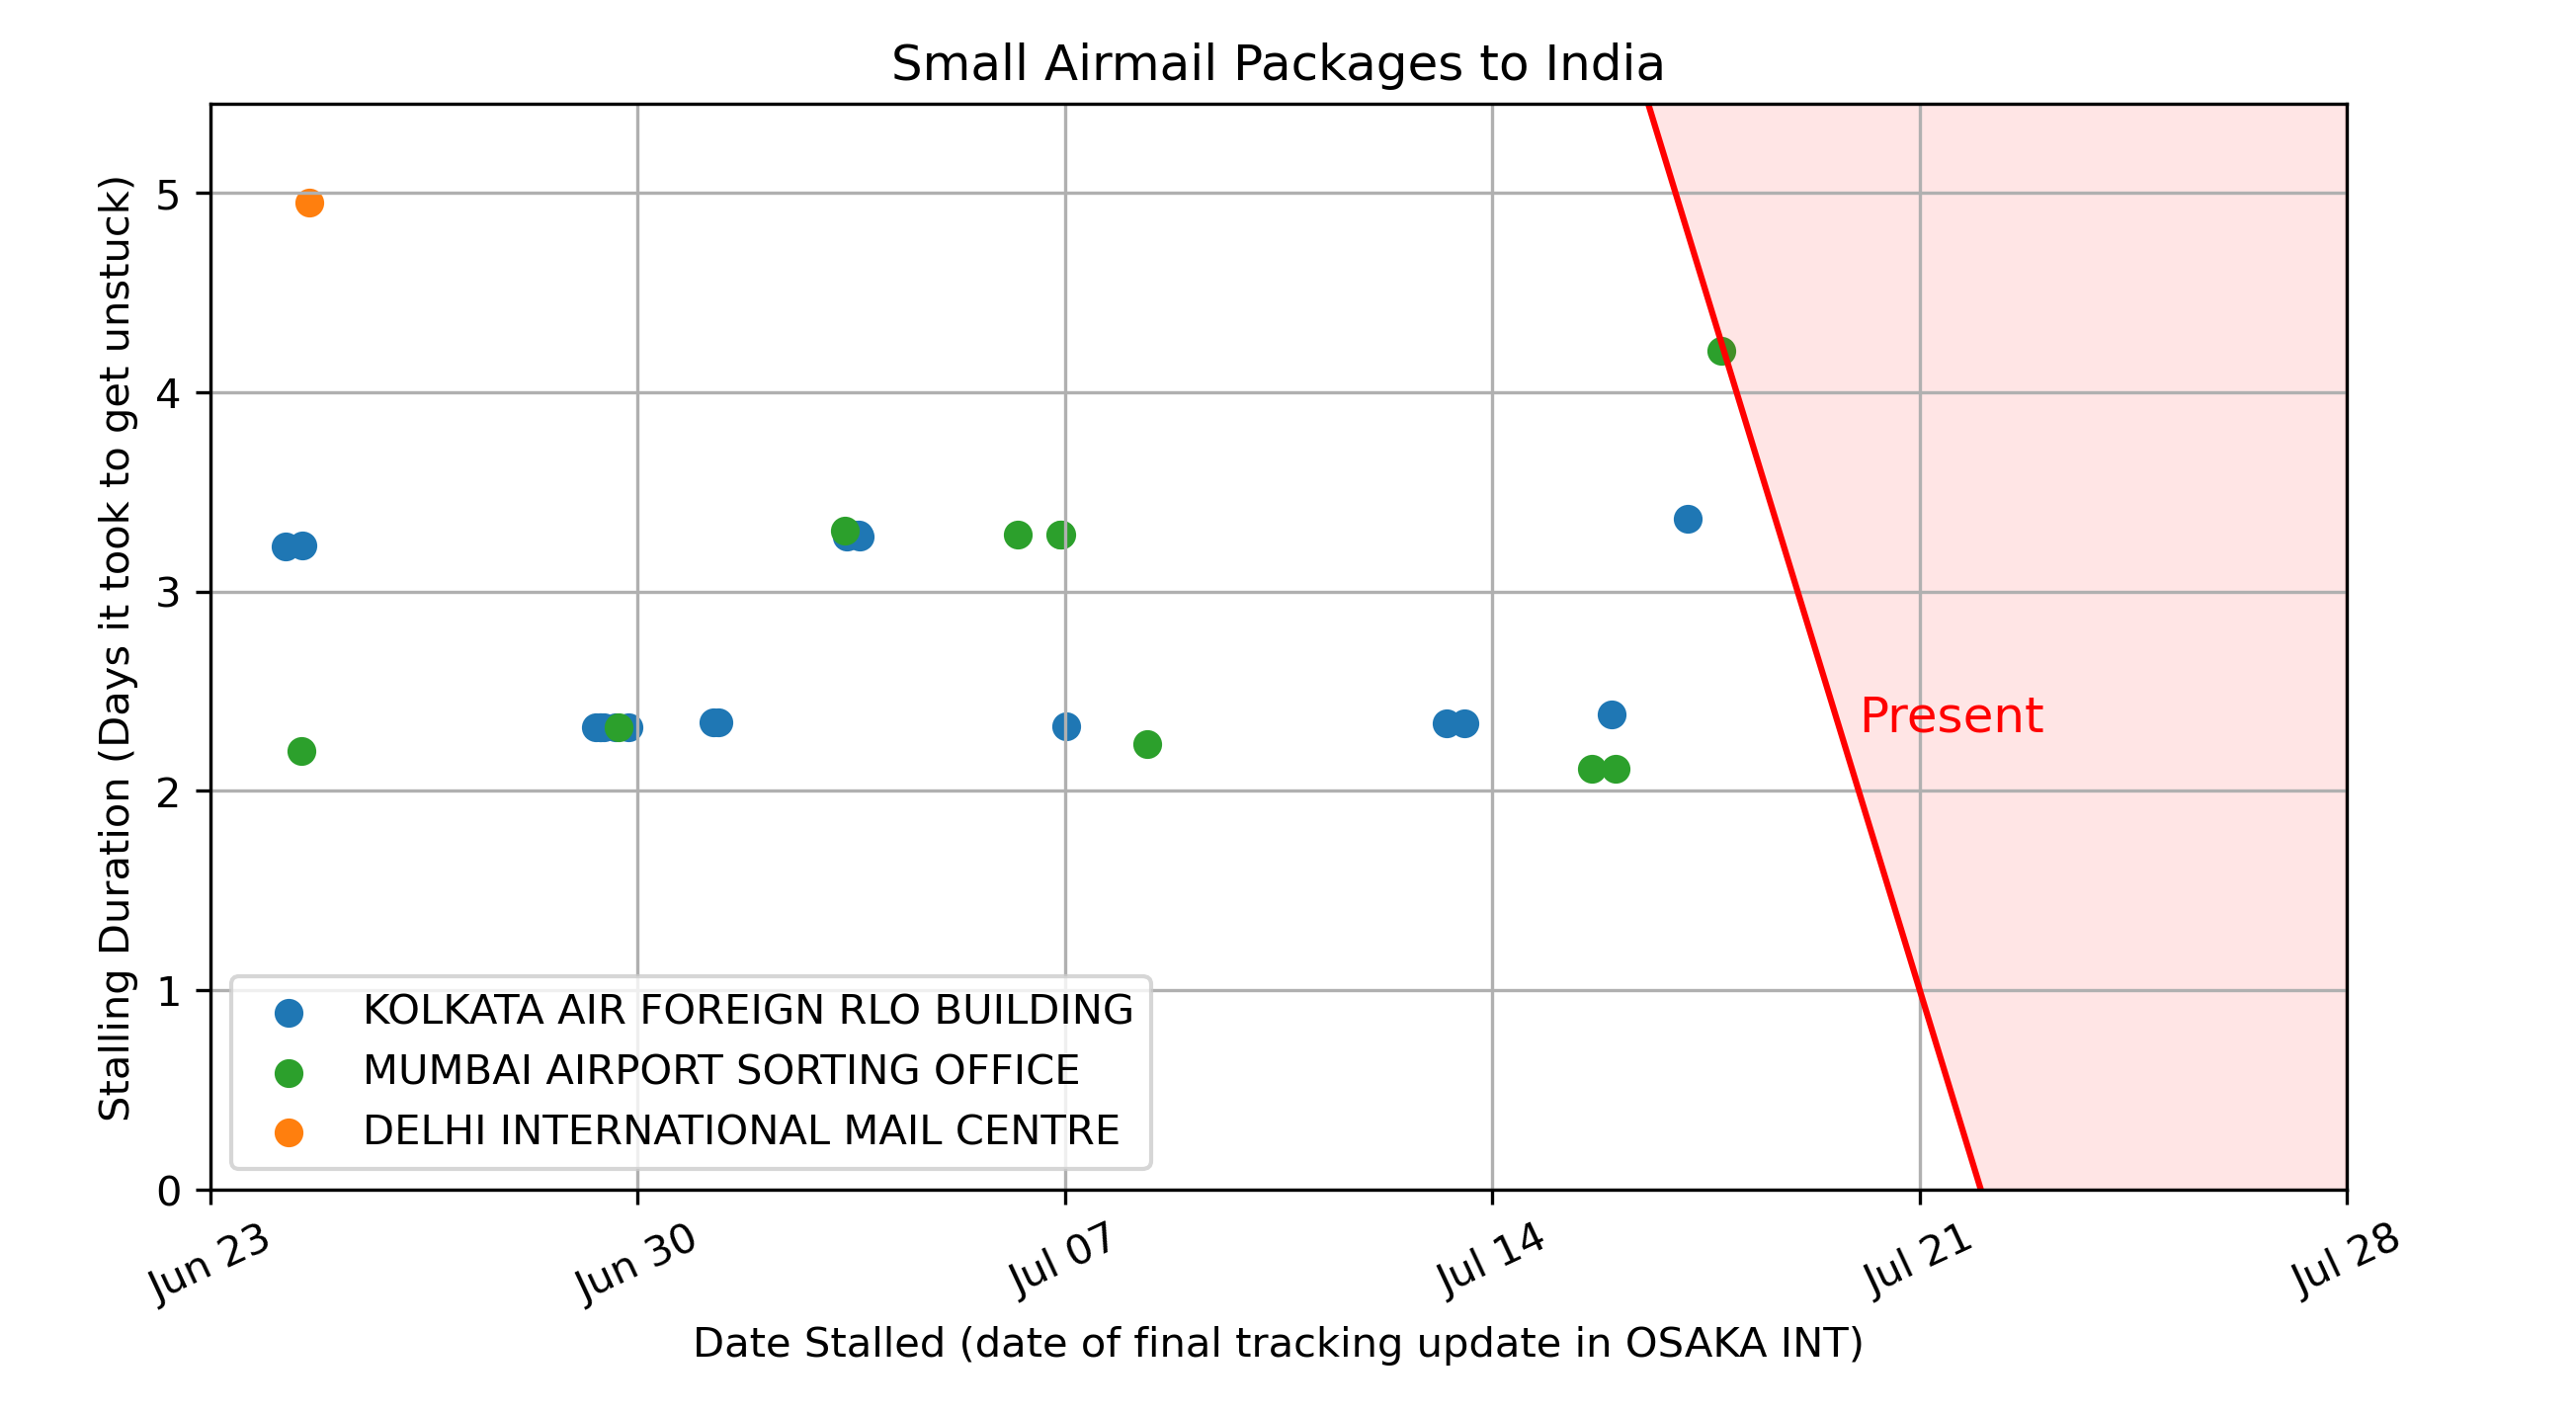 Small Airmail Packages to India
Stalling Duration (Days it took to get unstuck)
5
4
3
2
1
0
Present
KOLKATA AIR FOREIGN RLO BUILDING
MUMBAI AIRPORT SORTING OFFICE
DELHI INTERNATIONAL MAIL CENTRE
Jun 23
Jun 30
Jul 07
Jul 14
Jul 21
Jul 28
Date Stalled (date of final tracking update in OSAKA INT)